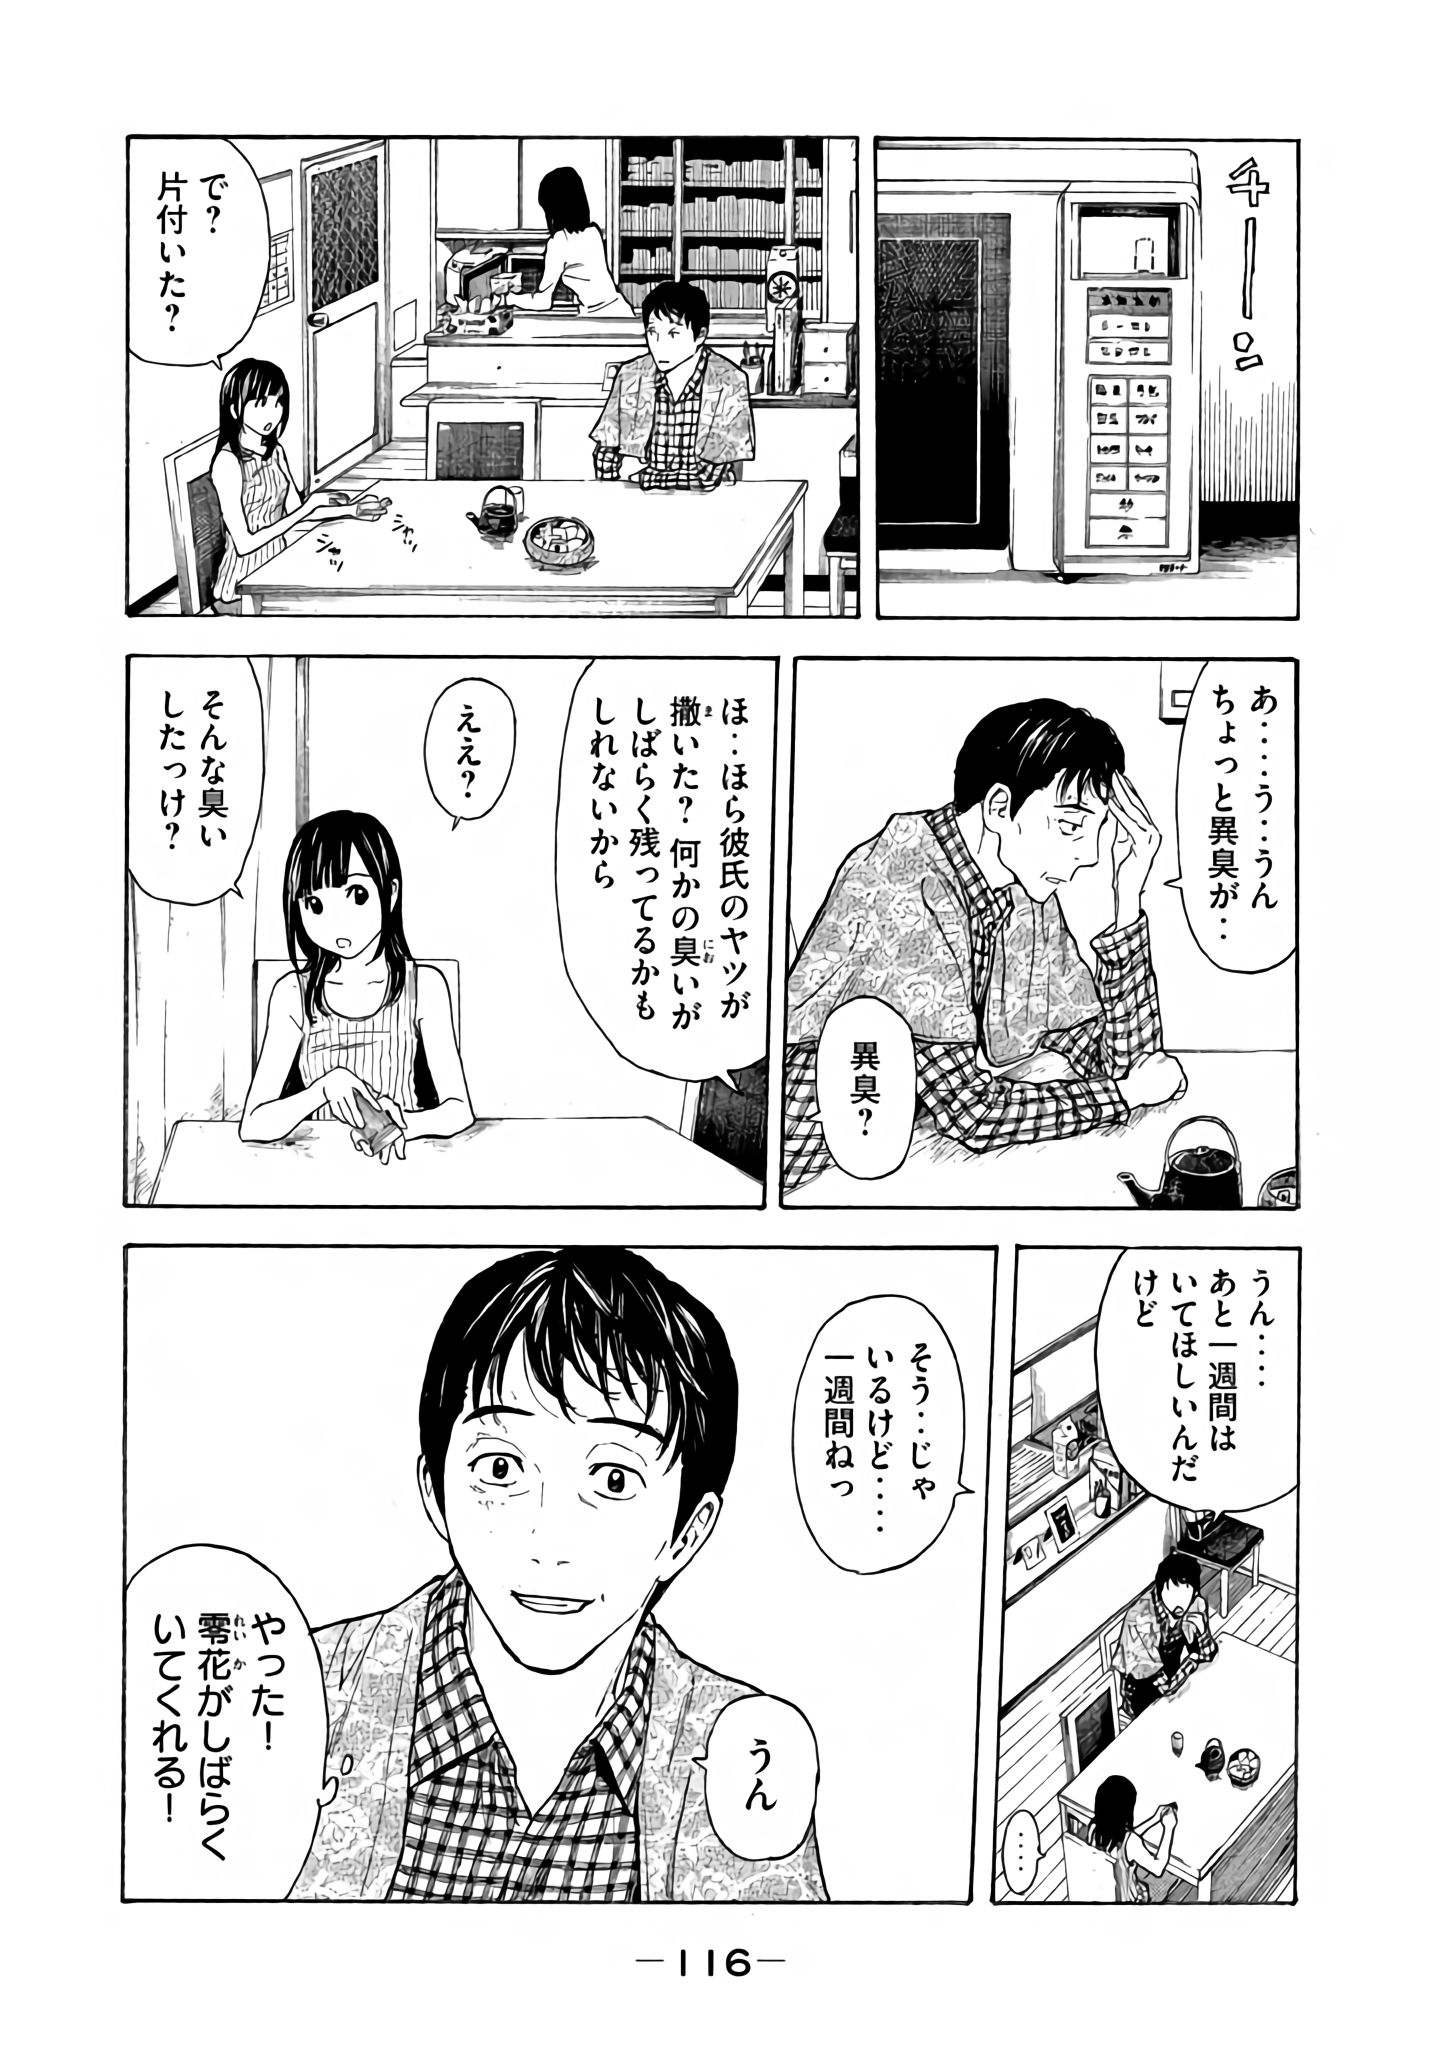 チーン
で?
片付いた?
シャッ
シャッ
あ‥‥う‥うん
ちょっと異臭が‥
異臭?
ほ‥ほら彼氏のヤツが
撒いた?何かの臭いが
しばらく残ってるかも
しれないから
ええ?
そんな臭い
したっけ?
うん‥‥
あと一週間は
いてほしいんだ
けど
‥‥
そう‥じゃ
いるけど‥‥
一週間ねっ
うん
やった!
零花がしばらく
いてくれる!
—116—